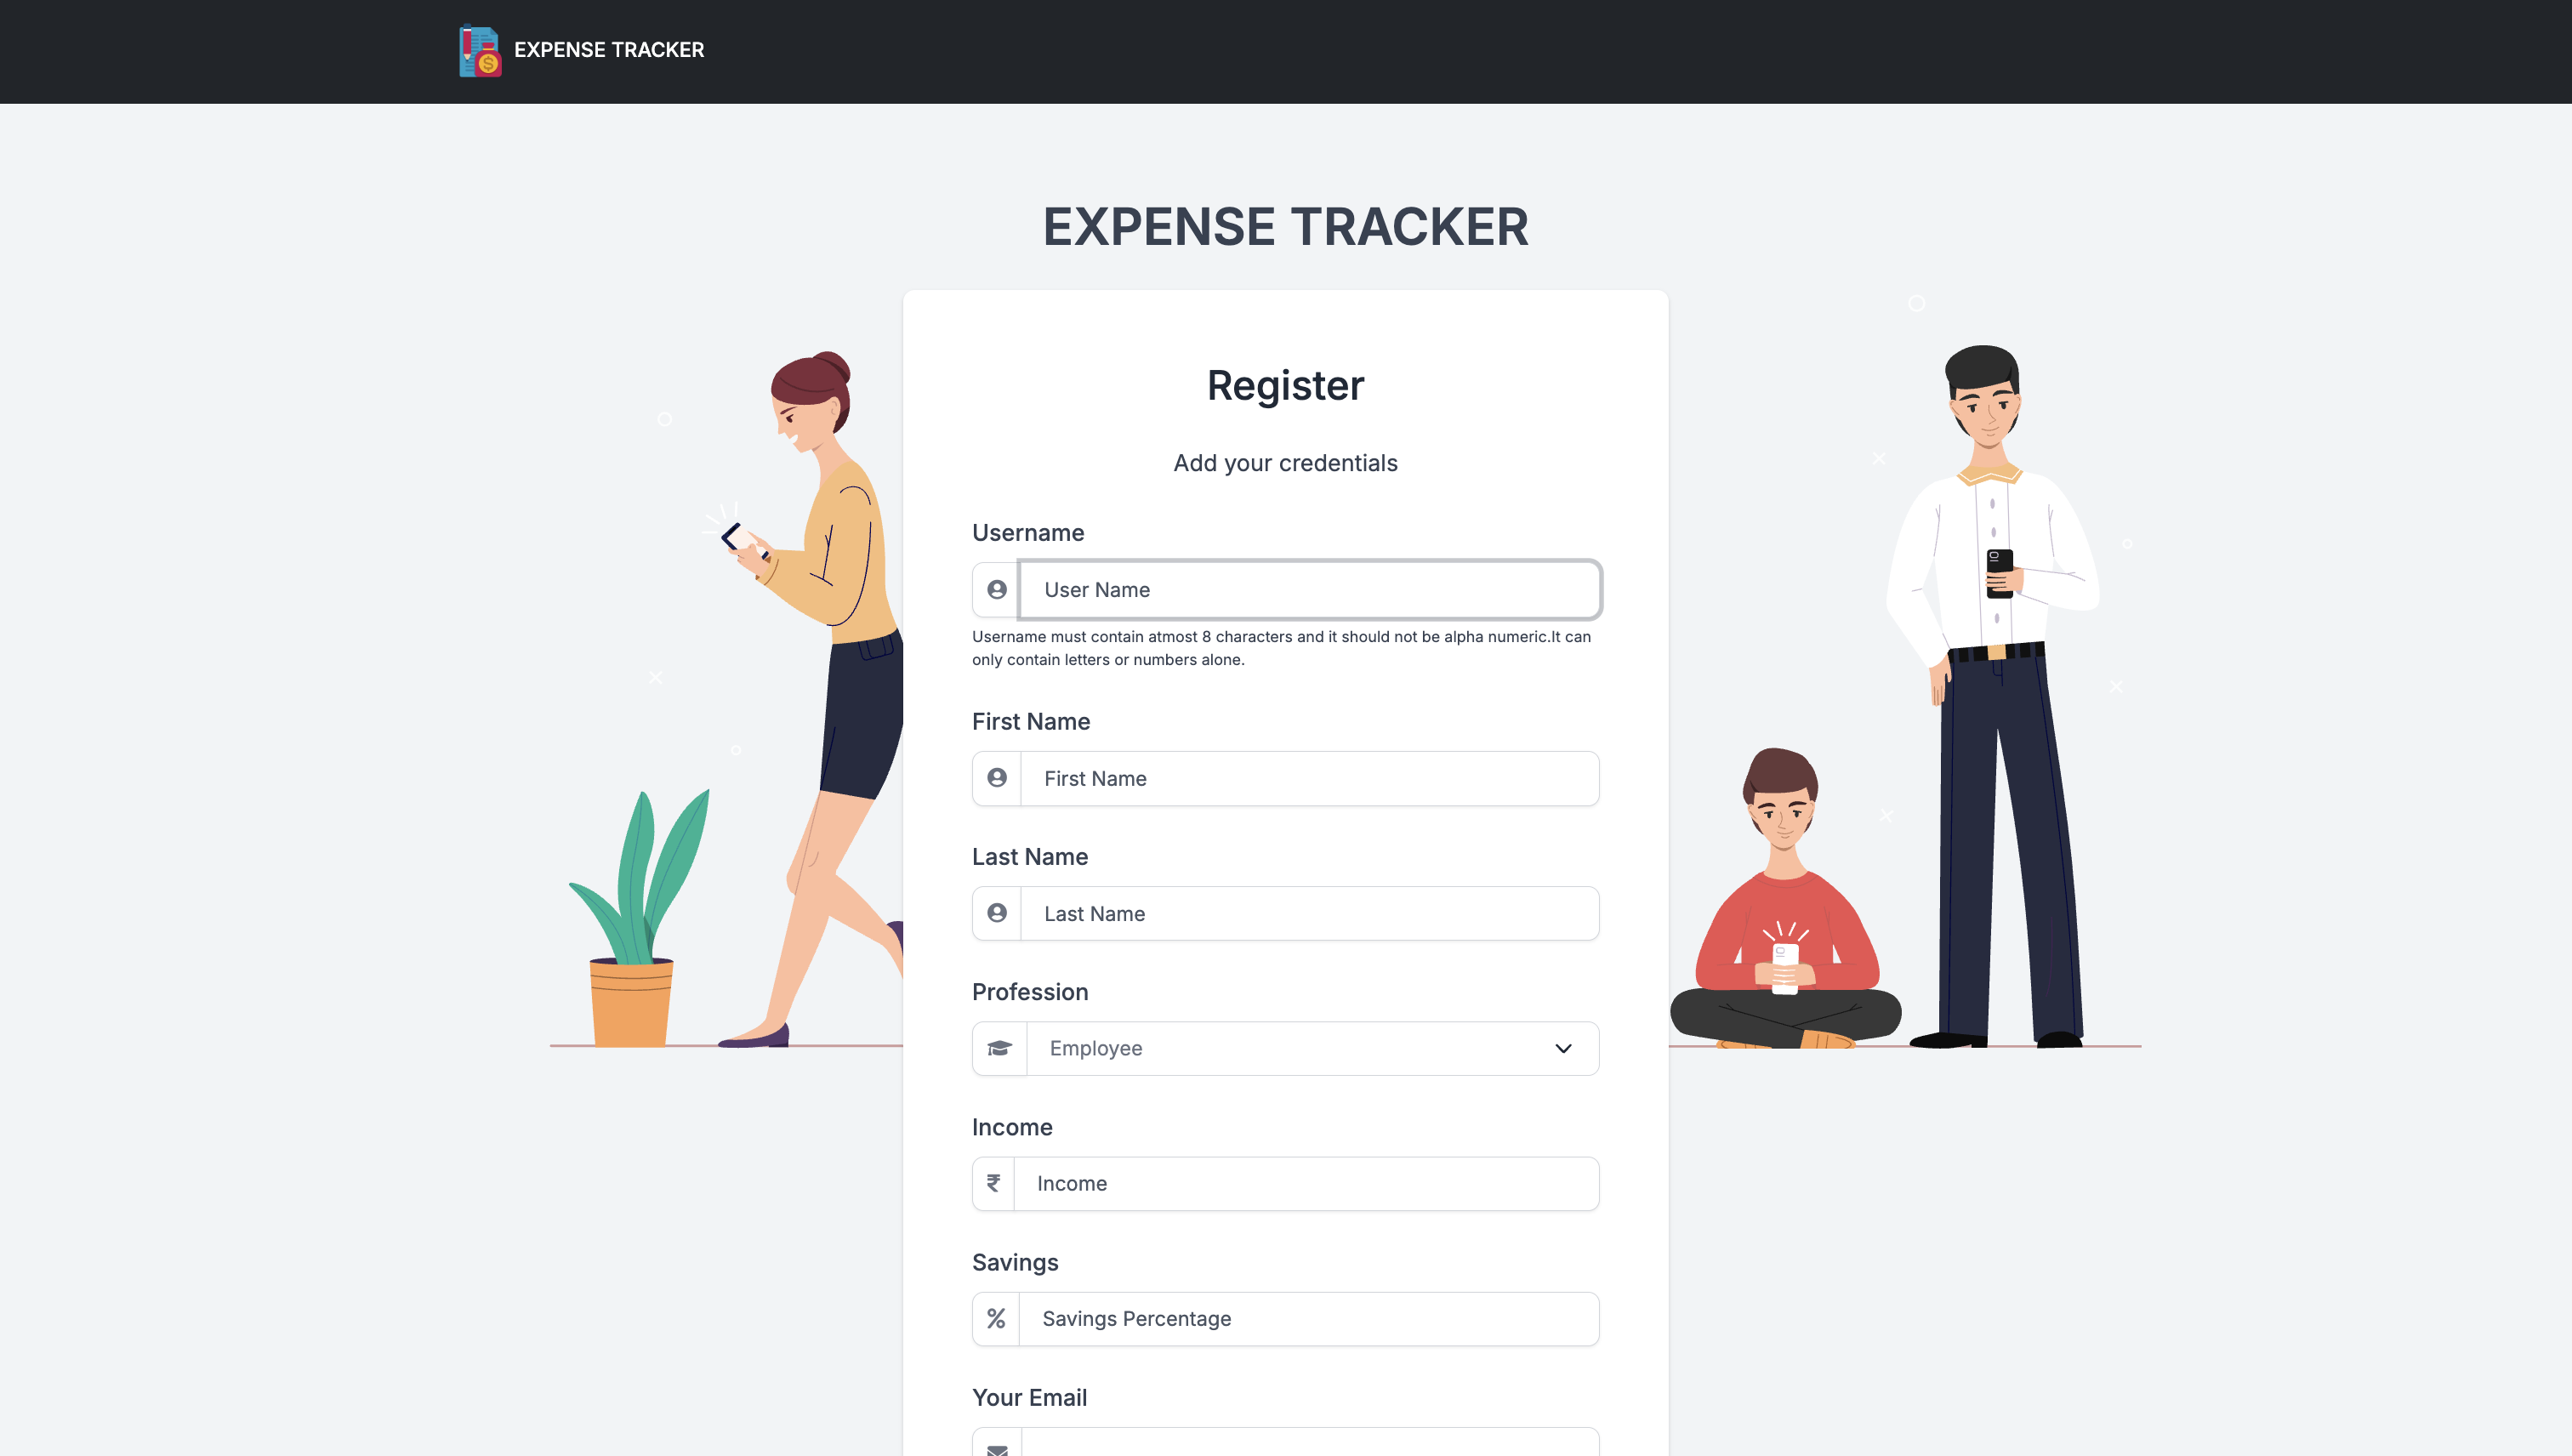 EXPENSE TRACKER
EXPENSE TRACKER
Register
Add your credentials
Username
User Name
Username must contain atmost 8 characters and it should not be alpha numeric.It can
only contain letters or numbers alone.
First Name
First Name
Last Name
Last Name
Profession
Employee
Income
₹ Income
Savings
% Savings Percentage
Your Email